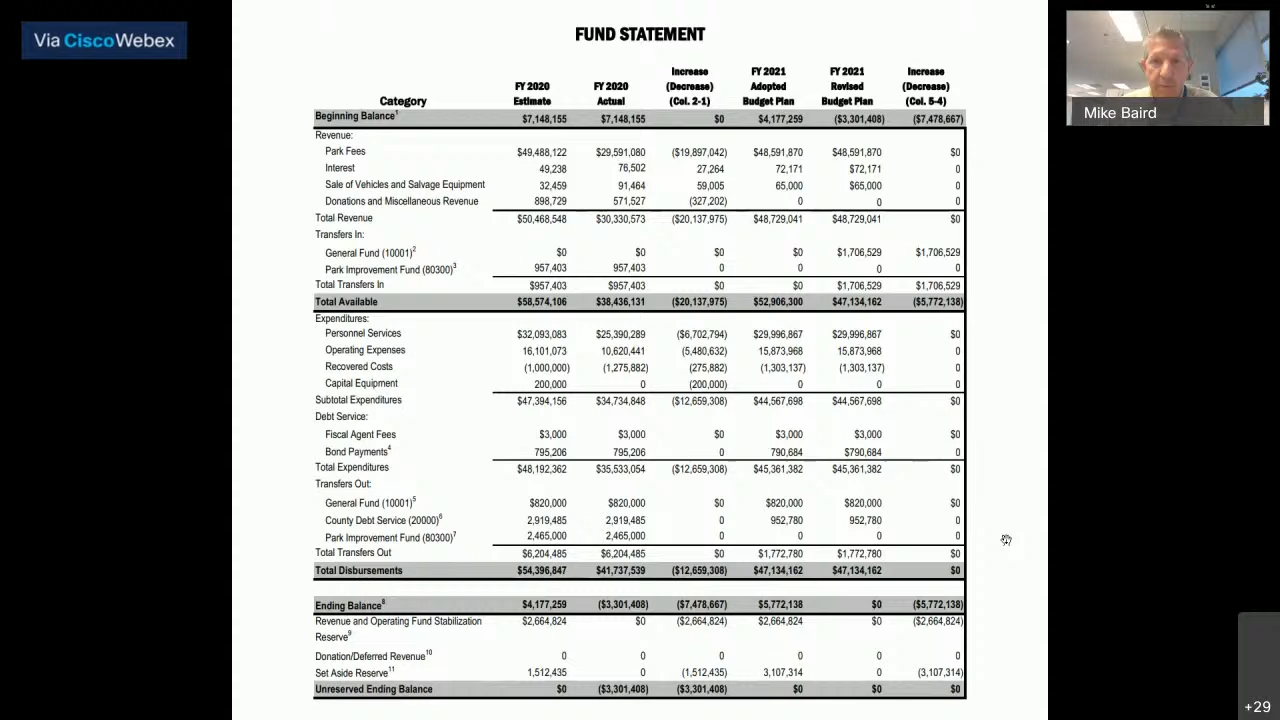 Via Cisco Webex
FUND STATEMENT
Category FY 2020 Estimate FY 2020 Actual Increase (Decrease) (Col. 2-1) FY 2021 Adopted Budget Plan FY 2021 Revised Budget Plan Increase (Decrease) (Col. 5-4)
Beginning Balance1 $7,148,155 $7,148,155 $0 $4,177,259 ($3,301,408) ($7,478,667)
Revenue:
Park Fees $49,488,122 $29,591,080 ($19,897,042) $48,591,870 $48,591,870 $0
Interest 49,238 76,502 27,264 72,171 $72,171 0
Sale of Vehicles and Salvage Equipment 32,459 91,464 59,005 65,000 $65,000 0
Donations and Miscellaneous Revenue 898,729 571,527 (327,202) 0 0 0
Total Revenue $50,468,548 $30,330,573 ($20,137,975) $48,729,041 $48,729,041 $0
Transfers In:
General Fund (10001)2 $0 $0 $0 $0 $1,706,529 $1,706,529
Park Improvement Fund (80300)3 957,403 957,403 0 0 0 0
Total Transfers In $957,403 $957,403 $0 $0 $1,706,529 $1,706,529
Total Available $58,574,106 $38,436,131 ($20,137,975) $52,906,300 $47,134,162 ($5,772,138)
Expenditures:
Personnel Services $32,093,083 $25,390,289 ($6,702,794) $29,996,867 $29,996,867 $0
Operating Expenses 16,101,073 10,620,441 (5,480,632) 15,873,968 15,873,968 0
Recovered Costs (1,000,000) (1,275,882) (275,882) (1,303,137) (1,303,137) 0
Capital Equipment 200,000 0 (200,000) 0 0 0
Subtotal Expenditures $47,394,156 $34,734,848 ($12,659,308) $44,567,698 $44,567,698 $0
Debt Service:
Fiscal Agent Fees $3,000 $3,000 $0 $3,000 $3,000 $0
Bond Payments4 795,206 795,206 0 790,684 $790,684 0
Total Expenditures $48,192,362 $35,533,054 ($12,659,308) $45,361,382 $45,361,382 $0
Transfers Out:
General Fund (10001)5 $820,000 $820,000 $0 $820,000 $820,000 $0
County Debt Service (20000)6 2,919,485 2,919,485 0 952,780 952,780 0
Park Improvement Fund (80300)7 2,465,000 2,465,000 0 0 0 0
Total Transfers Out $6,204,485 $6,204,485 $0 $1,772,780 $1,772,780 $0
Total Disbursements $54,396,847 $41,737,539 ($12,659,308) $47,134,162 $47,134,162 $0
Ending Balance8 $4,177,259 ($3,301,408) ($7,478,667) $5,772,138 $0 ($5,772,138)
Revenue and Operating Fund Stabilization $2,664,824 $0 ($2,664,824) $2,664,824 $0 ($2,664,824)
Reserve9
Donation/Deferred Revenue10 0 0 0 0 0 0
Set Aside Reserve11 1,512,435 0 (1,512,435) 3,107,314 0 (3,107,314)
Unreserved Ending Balance $0 ($3,301,408) ($3,301,408) $0 $0 $0
Mike Baird
+29